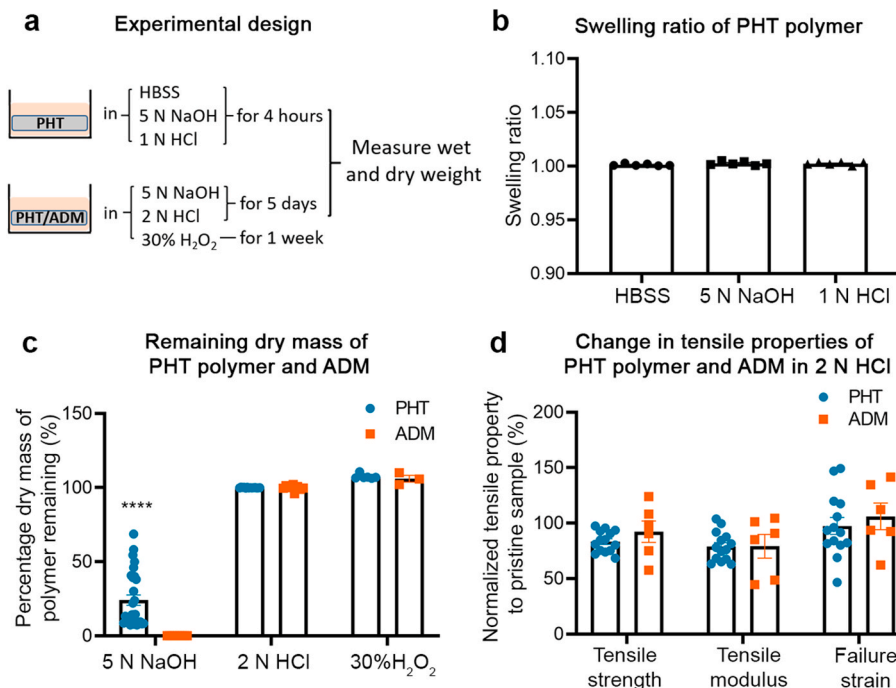 a
Experimental design
PHT
in
HBSS
5 N NaOH
1 N HCl
for 4 hours
PHT/ADM
in
5 N NaOH
2 N HCl
for 5 days
30% H₂O₂
for 1 week
Measure wet
and dry weight
b
Swelling ratio of PHT polymer
Swelling ratio
1.10
1.05
1.00
0.95
0.90
HBSS
5 N NaOH
1 N HCl
c
Remaining dry mass of
PHT polymer and ADM
Percentage dry mass of
polymer remaining (%)
150
100
50
0
PHT
ADM
****
5 N NaOH
2 N HCl
30%H₂O₂
d
Change in tensile properties of
PHT polymer and ADM in 2 N HCl
Normalized tensile property
to pristine sample (%)
200
150
100
50
0
PHT
ADM
Tensile
strength
Tensile
modulus
Failure
strain